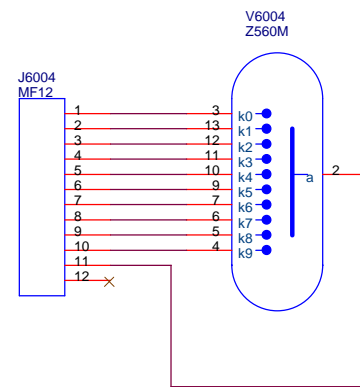 V6004
Z560M
J6004
MF12
1 3 k0
2 13 k1
3 12 k2
4 11 k3
5 10 k4 a 2
6 9 k5
7 7 k6
8 6 k7
9 5 k8
10 4 k9
11
12